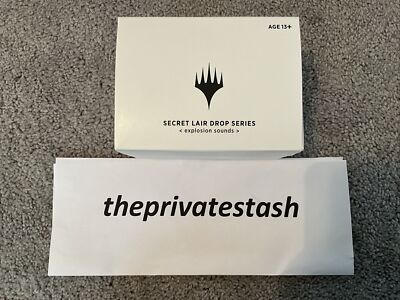 AGE 13+
SECRET LAIR DROP SERIES
< explosion sounds >
theprivatestash